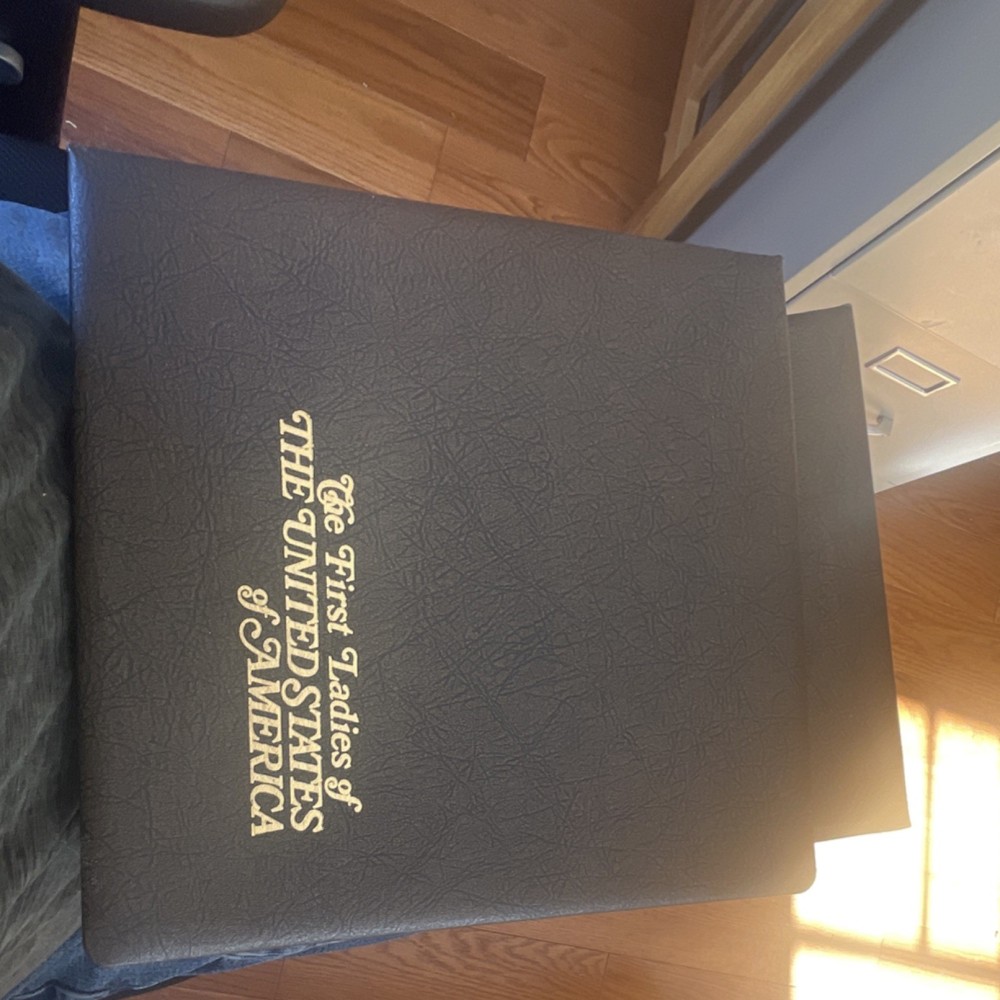 The First Ladies of
THE UNITED STATES
of AMERICA